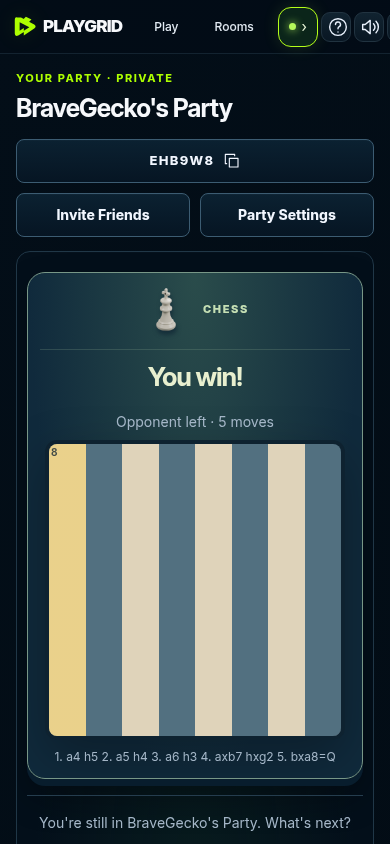 PLAYGRID Play Rooms
YOUR PARTY · PRIVATE
BraveGecko's Party
EHB9W8
Invite Friends Party Settings
CHESS
You win!
Opponent left · 5 moves
8
1. a4 h5 2. a5 h4 3. a6 h3 4. axb7 hxg2 5. bxa8=Q
You're still in BraveGecko's Party. What's next?